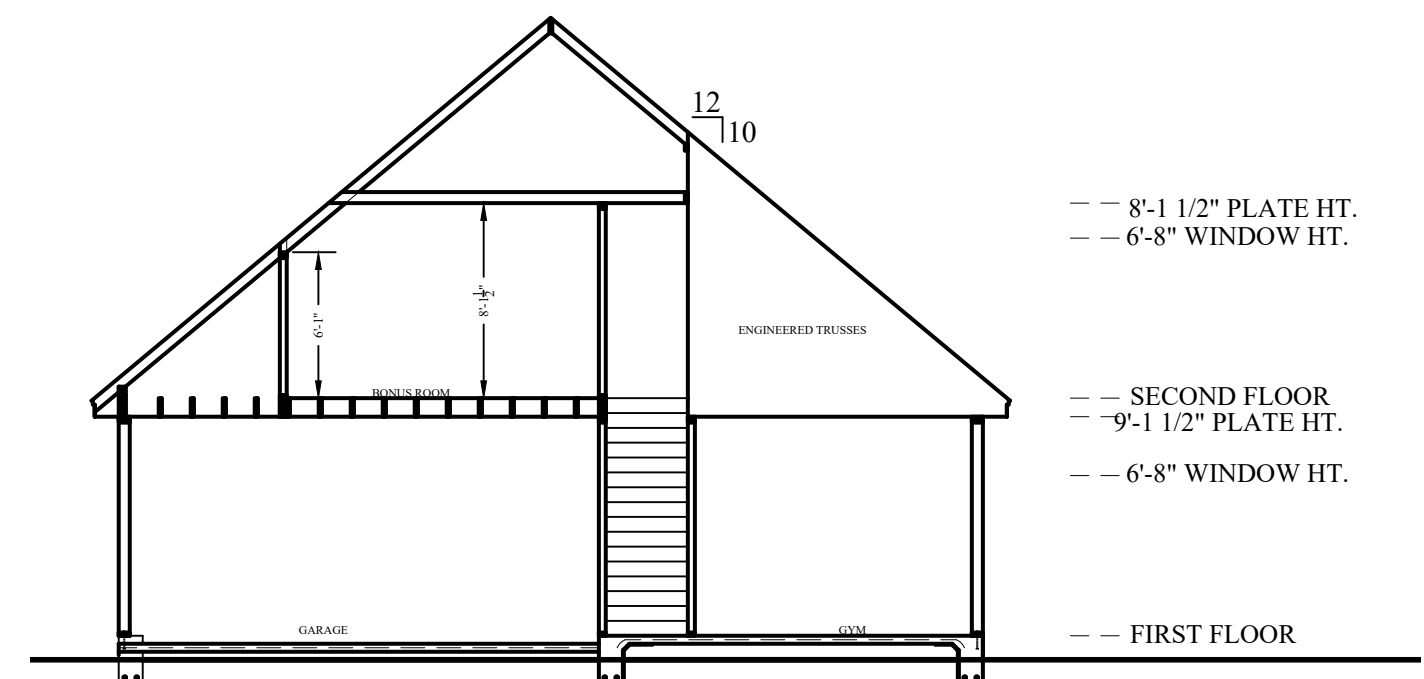 12
10
8'-1 1/2" PLATE HT.
6'-8" WINDOW HT.
6'-1"
8'-1 1/2"
ENGINEERED TRUSSES
BONUS ROOM
SECOND FLOOR
9'-1 1/2" PLATE HT.
6'-8" WINDOW HT.
GARAGE
GYM
FIRST FLOOR